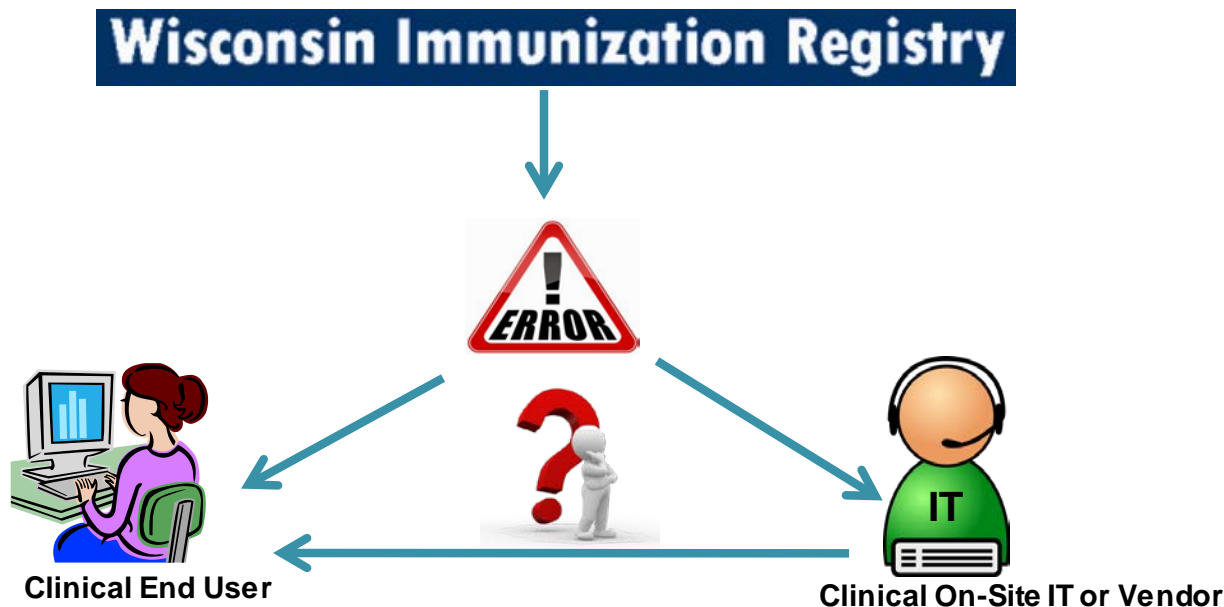 Wisconsin Immunization Registry
!
ERROR
?
IT
Clinical End User
Clinical On-Site IT or Vendor